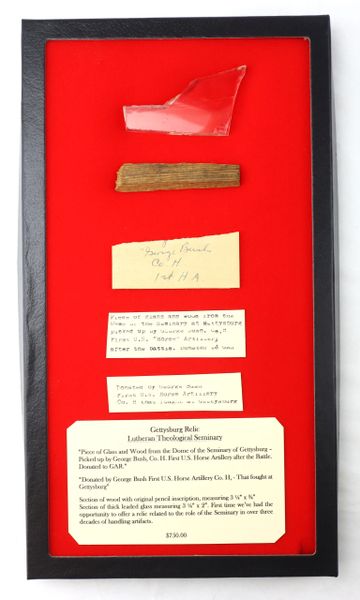 George Bush
Co. H.
1st H A
Piece of Glass and Wood from the
Dome of the Seminary at Gettysburg
picked up by George Bush, Co, H
First U.S. "Horse" Artillery
after the battle. Donated to GAR
Donated by George Bush
First U.S. Horse Artillery
Co. H that fought at Gettysburg
Gettysburg Relic
Lutheran Theological Seminary
"Piece of Glass and Wood from the Dome of the Seminary of Gettysburg -
Picked up by George Bush, Co. H. First U.S. Horse Artillery after the Battle.
Donated to GAR."
"Donated by George Bush First U.S. Horse Artillery Co. H, - That fought at
Gettysburg"
Section of wood with original pencil inscription, measuring 3 ¼" x ¾"
Section of thick leaded glass measuring 3 ¼" x 2". First time we've had the
opportunity to offer a relic related to the role of the Seminary in over three
decades of handling artifacts.
$750.00